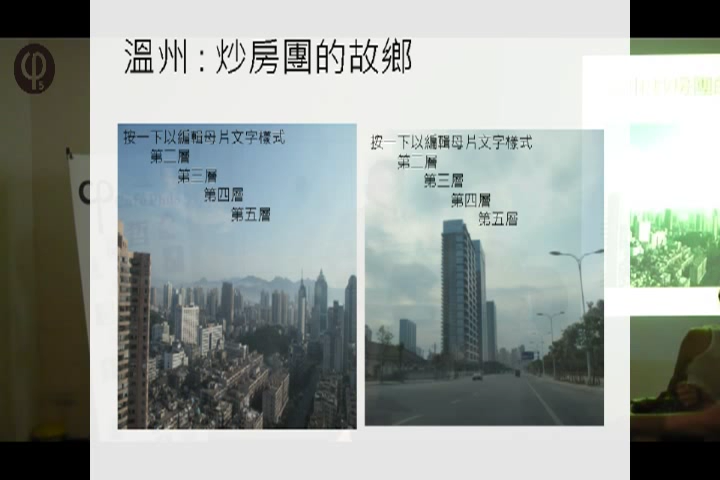 溫州 : 炒房團的故鄉
按一下以編輯母片文字樣式
第二層
第三層
第四層
第五層
按一下以編輯母片文字樣式
第二層
第三層
第四層
第五層